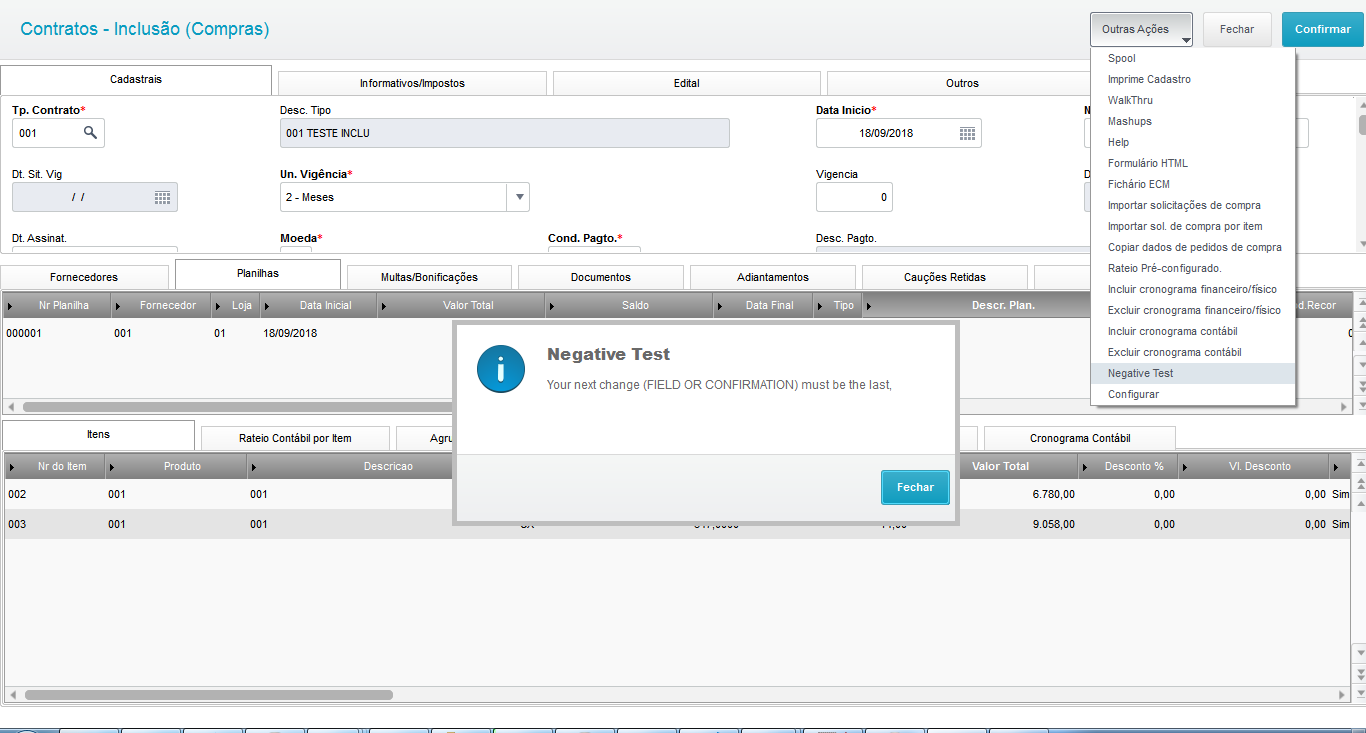 Contratos - Inclusão (Compras)
Outras Ações
Fechar
Confirmar
Spool
Imprime Cadastro
WalkThru
Mashups
Help
Formulário HTML
Fichário ECM
Importar solicitações de compra
Importar sol. de compra por item
Copiar dados de pedidos de compra
Rateio Pré-configurado.
Incluir cronograma financeiro/físico
Excluir cronograma financeiro/físico
Incluir cronograma contábil
Excluir cronograma contábil
Negative Test
Configurar
Cadastrais
Informativos/Impostos
Edital
Outros
Tp. Contrato*
Desc. Tipo
Data Inicio*
N
001
001 TESTE INCLU
18/09/2018
Dt. Sit. Vig
Un. Vigência*
Vigencia
D
/ /
2 - Meses
0
Dt. Assinat.
Moeda*
Cond. Pagto.*
Desc. Pagto.
Fornecedores
Planilhas
Multas/Bonificações
Documentos
Adiantamentos
Cauções Retidas
Nr Planilha
Fornecedor
Loja
Data Inicial
Valor Total
Saldo
Data Final
Tipo
Descr. Plan.
d.Recor
000001
001
01
18/09/2018
Negative Test
Your next change (FIELD OR CONFIRMATION) must be the last,
Fechar
Itens
Rateio Contábil por Item
Agru
Cronograma Contábil
Nr do Item
Produto
Descricao
Valor Total
Desconto %
Vl. Desconto
002
001
001
6.780,00
0,00
0,00
Sim
003
001
001
9.058,00
0,00
0,00
Sim